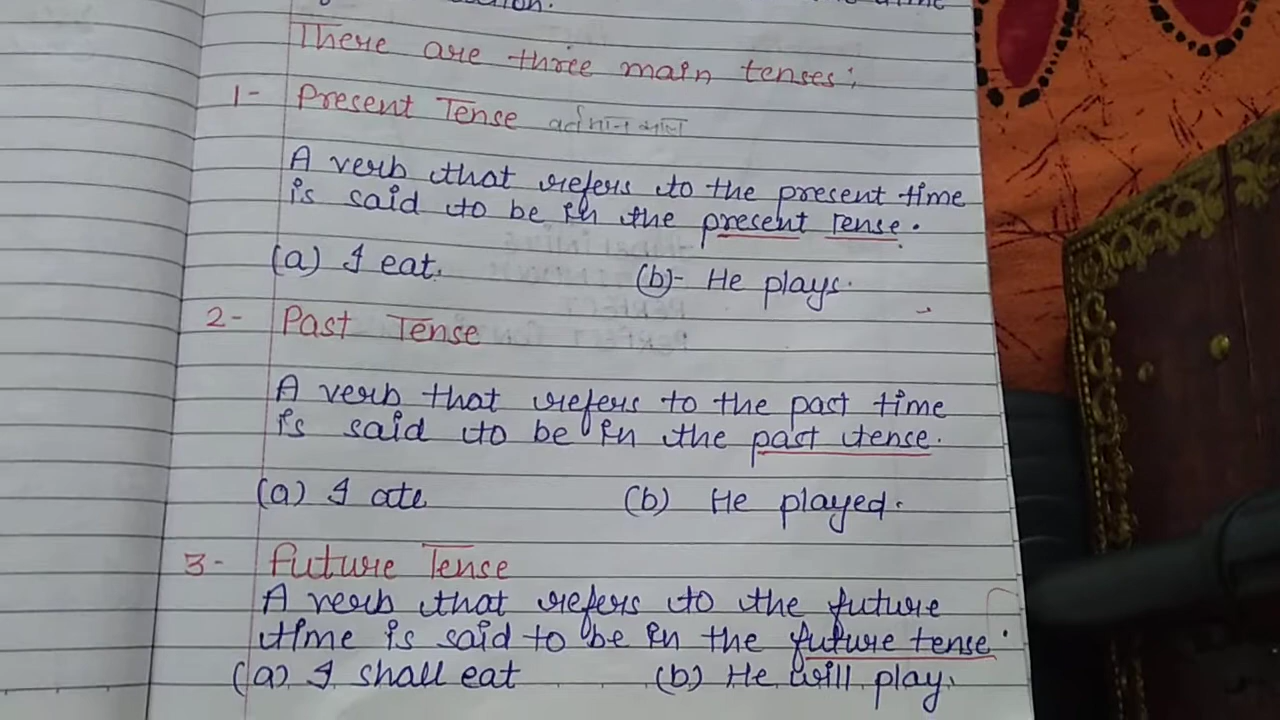 There are three main tenses:
1- Present Tense वर्तमान काल
A verb that refers to the present time
is said to be in the present Tense.
(a) I eat. (b)- He plays.
2- Past Tense
A verb that refers to the past time
is said to be in the past tense.
(a) I ate (b) He played.
3- Future Tense
A verb that refers to the future
time is said to be in the future tense.
(a) I shall eat (b) He will play.